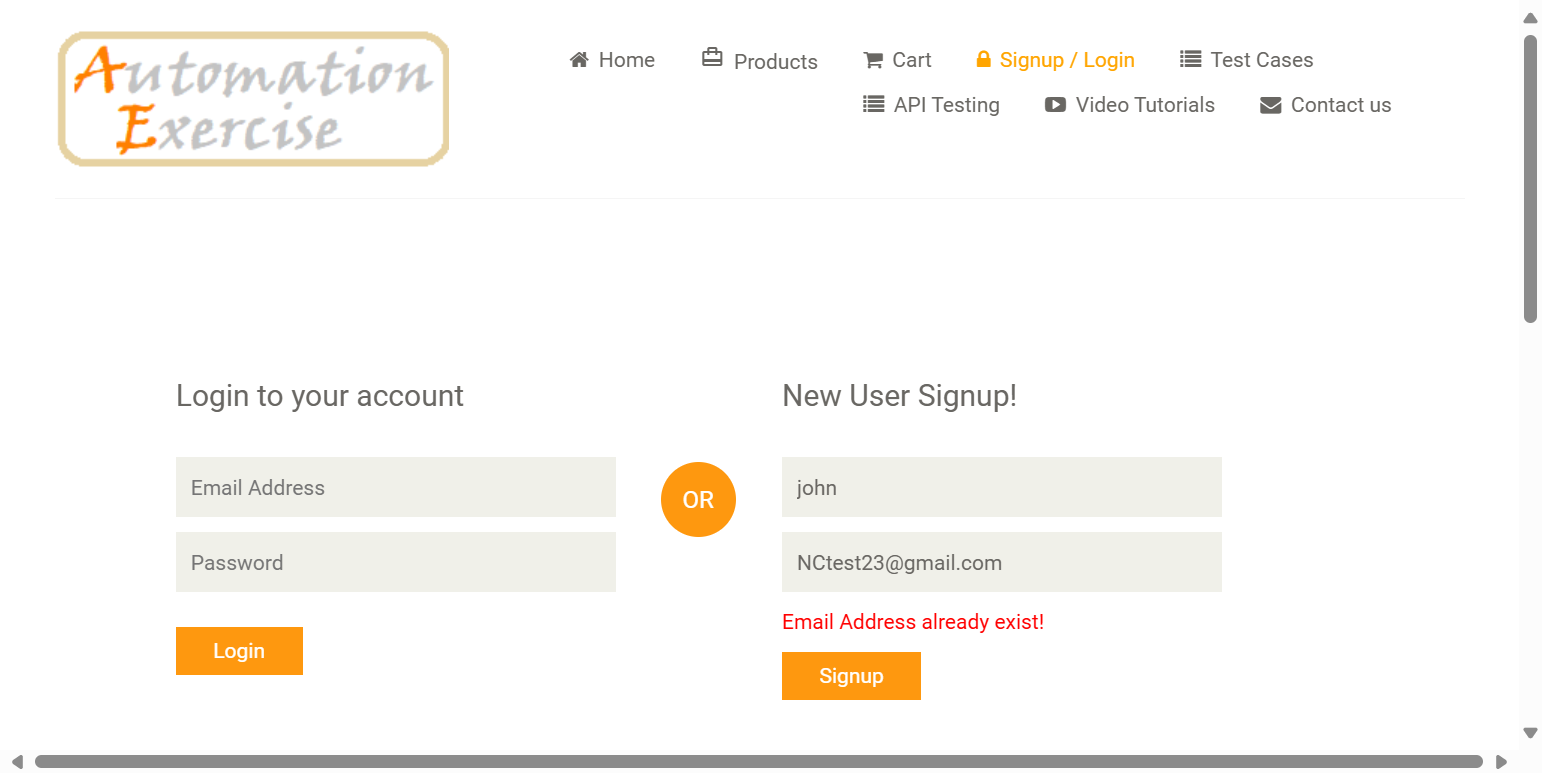 Automation
Exercise
Home Products Cart Signup / Login Test Cases
API Testing Video Tutorials Contact us
Login to your account
Email Address
Password
Login
OR
New User Signup!
john
NCtest23@gmail.com
Email Address already exist!
Signup